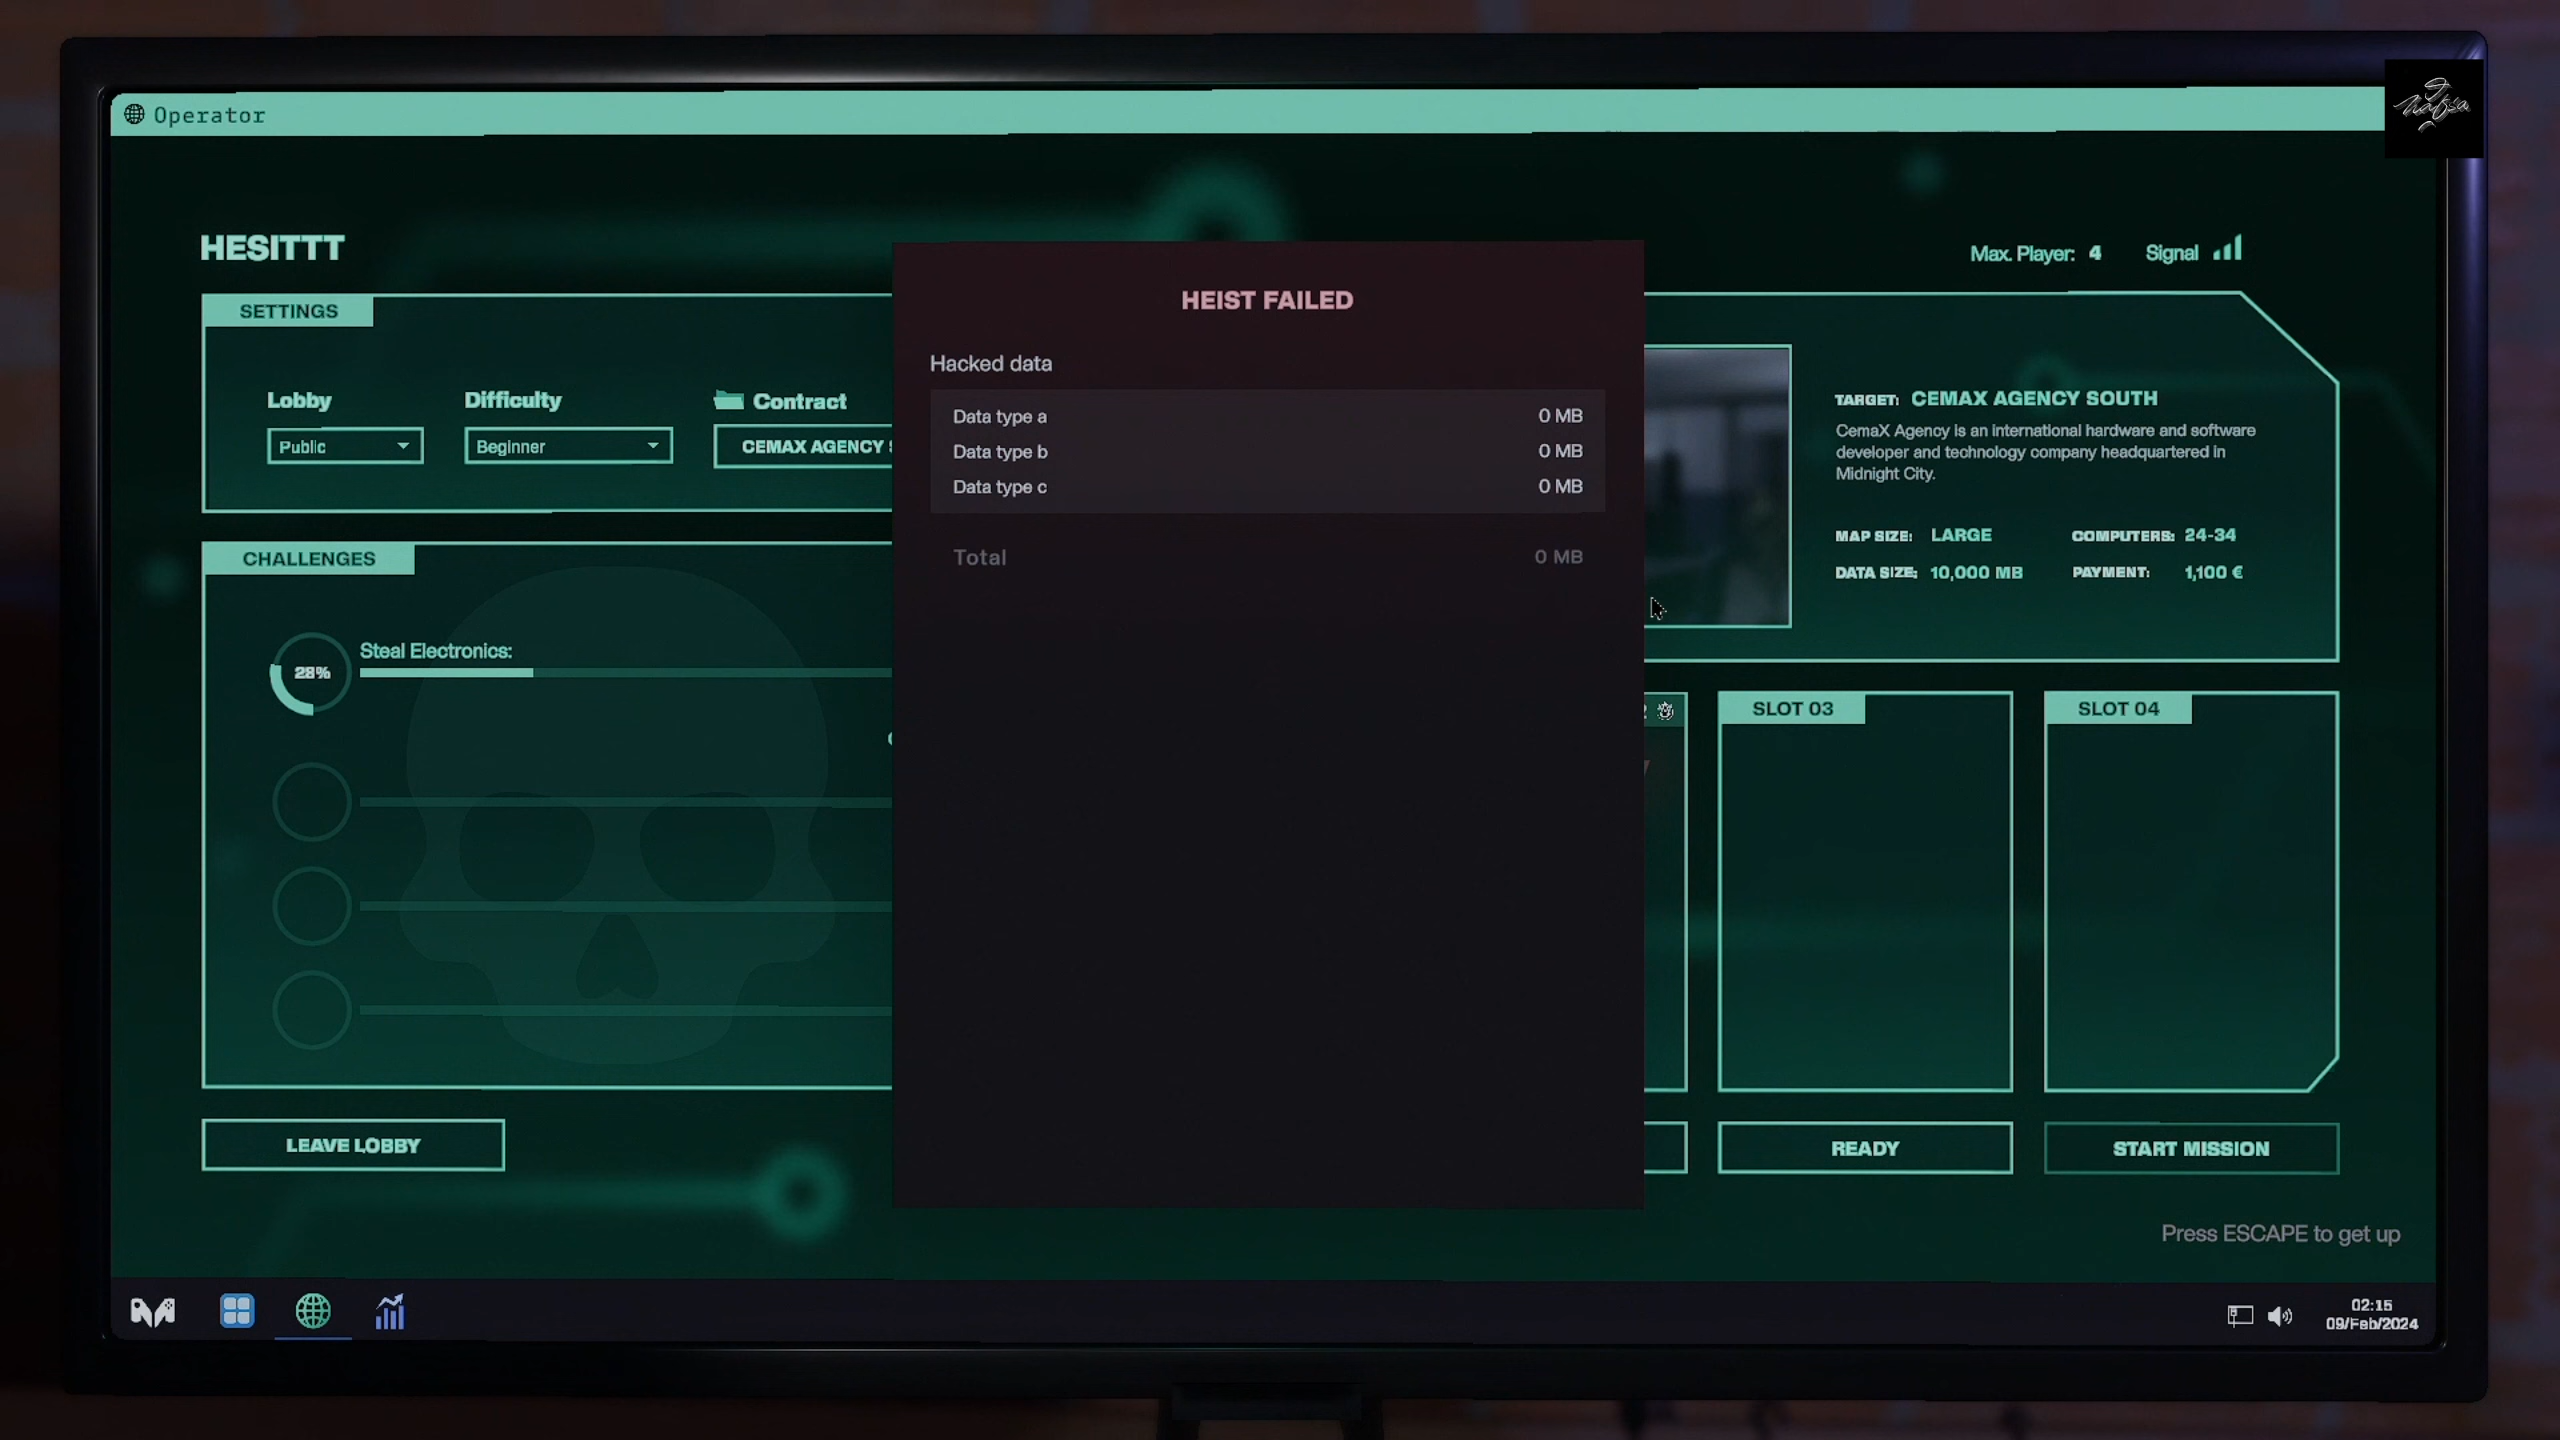 Operator
HESITTT
Max. Player: 4
Signal
SETTINGS
Lobby
Difficulty
Contract
Public
Beginner
CEMAX AGENCY
CHALLENGES
28%
Steal Electronics:
HEIST FAILED
Hacked data
Data type a 0 MB
Data type b 0 MB
Data type c 0 MB
Total 0 MB
TARGET: CEMAX AGENCY SOUTH
CemaX Agency is an international hardware and software
developer and technology company headquartered in
Midnight City.
MAP SIZE: LARGE COMPUTERS: 24-34
DATA SIZE: 10,000 MB PAYMENT: 1,100 €
SLOT 03
SLOT 04
LEAVE LOBBY
READY
START MISSION
Press ESCAPE to get up
02:15
09/Feb/2024